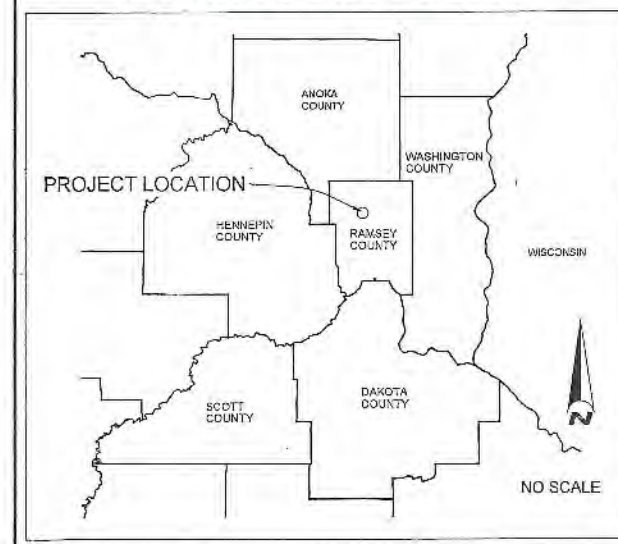 ANOKA
COUNTY
WASHINGTON
COUNTY
PROJECT LOCATION
HENNEPIN
COUNTY
RAMSEY
COUNTY
WISCONSIN
DAKOTA
COUNTY
SCOTT
COUNTY
N
NO SCALE